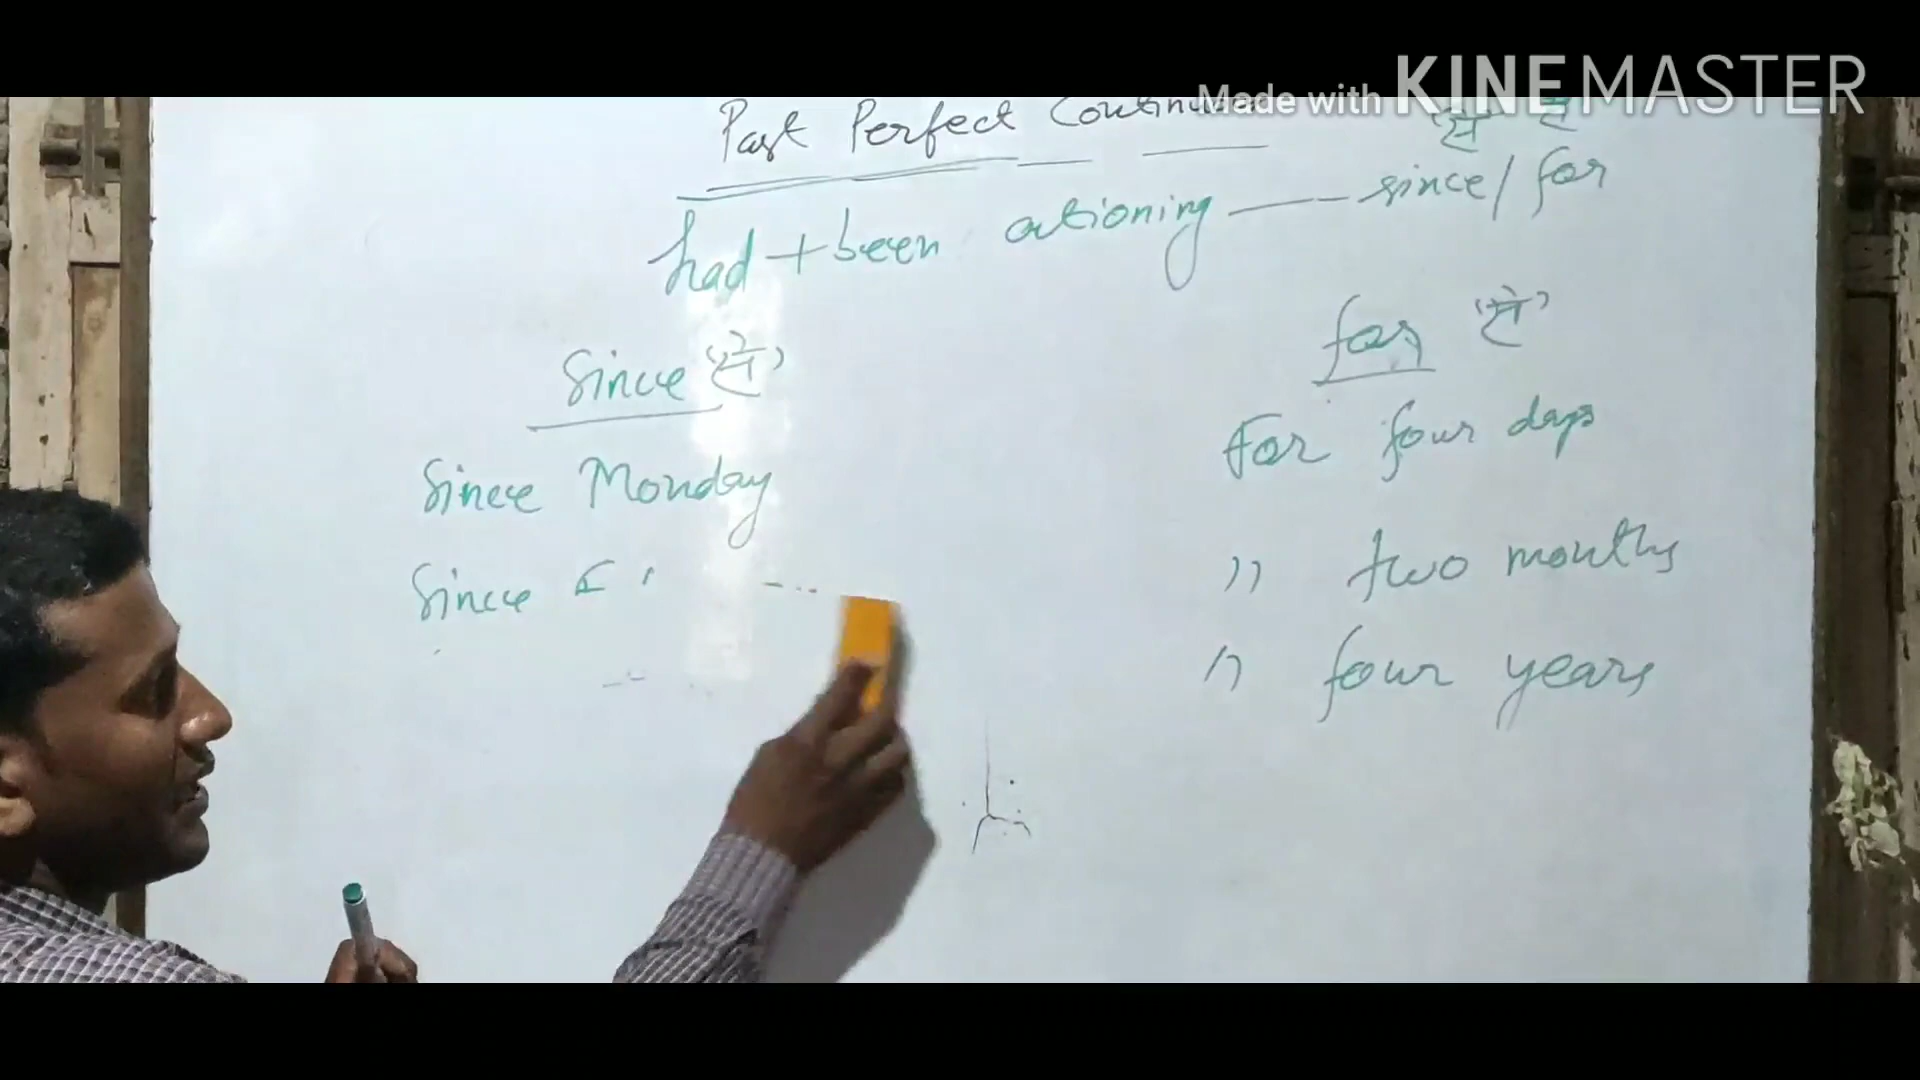 Made with KINEMASTER
Past Perfect
'से'
had + been actioning —— since/for
Since 'से'
for 'से'
Since Monday
For four days
Since
" two months
" four years